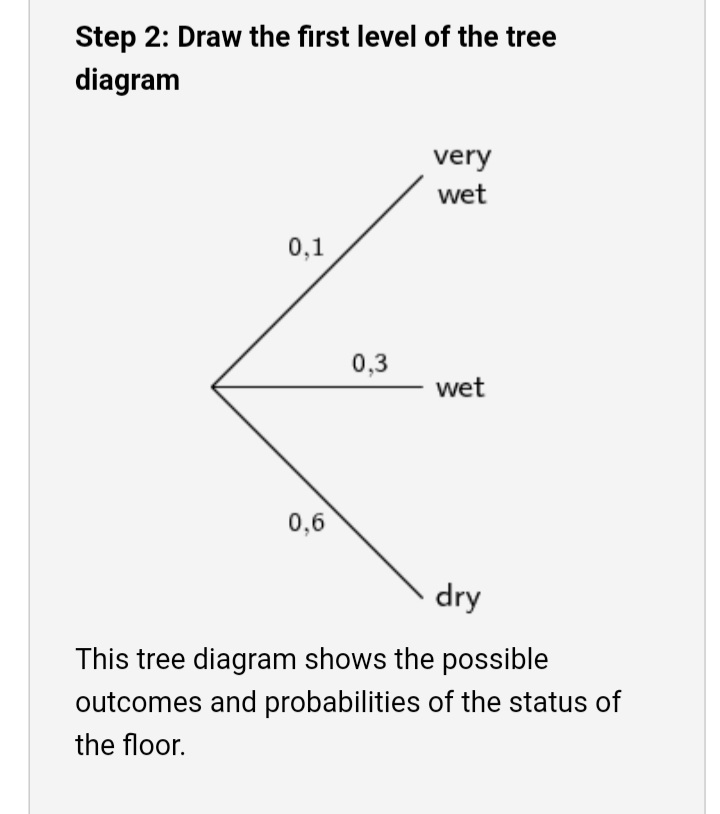 Step 2: Draw the first level of the tree
diagram
very
wet
0,1
0,3
wet
0,6
dry
This tree diagram shows the possible
outcomes and probabilities of the status of
the floor.